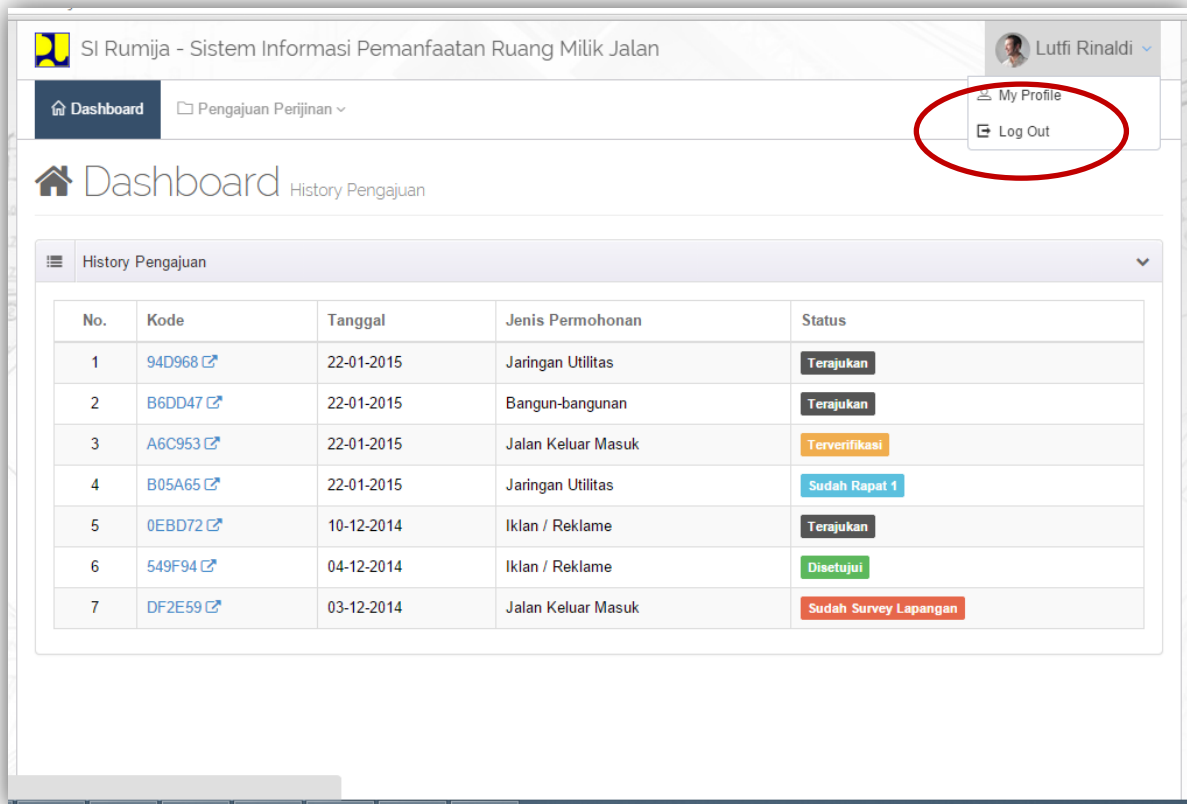 SI Rumija - Sistem Informasi Pemanfaatan Ruang Milik Jalan
Lutfi Rinaldi
Dashboard
Pengajuan Perijinan
My Profile
Log Out
Dashboard History Pengajuan
History Pengajuan
No. Kode Tanggal Jenis Permohonan Status
1 94D968 22-01-2015 Jaringan Utilitas Terajukan
2 B6DD47 22-01-2015 Bangun-bangunan Terajukan
3 A6C953 22-01-2015 Jalan Keluar Masuk Terverifikasi
4 B05A65 22-01-2015 Jaringan Utilitas Sudah Rapat 1
5 0EBD72 10-12-2014 Iklan / Reklame Terajukan
6 549F94 04-12-2014 Iklan / Reklame Disetujui
7 DF2E59 03-12-2014 Jalan Keluar Masuk Sudah Survey Lapangan